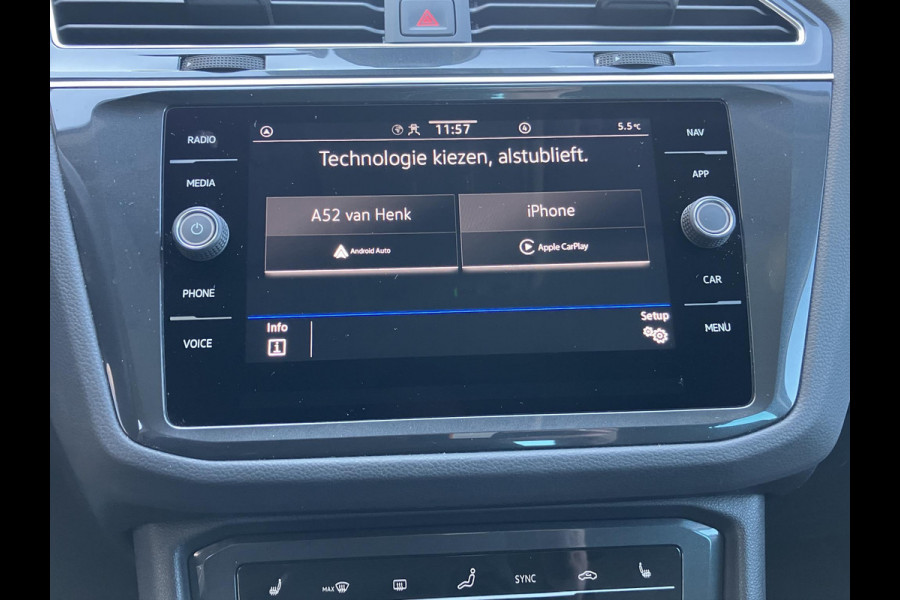 RADIO
MEDIA
PHONE
VOICE
11:57
4
5.5°C
Technologie kiezen, alstublieft.
A52 van Henk
Android Auto
iPhone
Apple CarPlay
Info
Setup
NAV
APP
CAR
MENU
MAX
SYNC